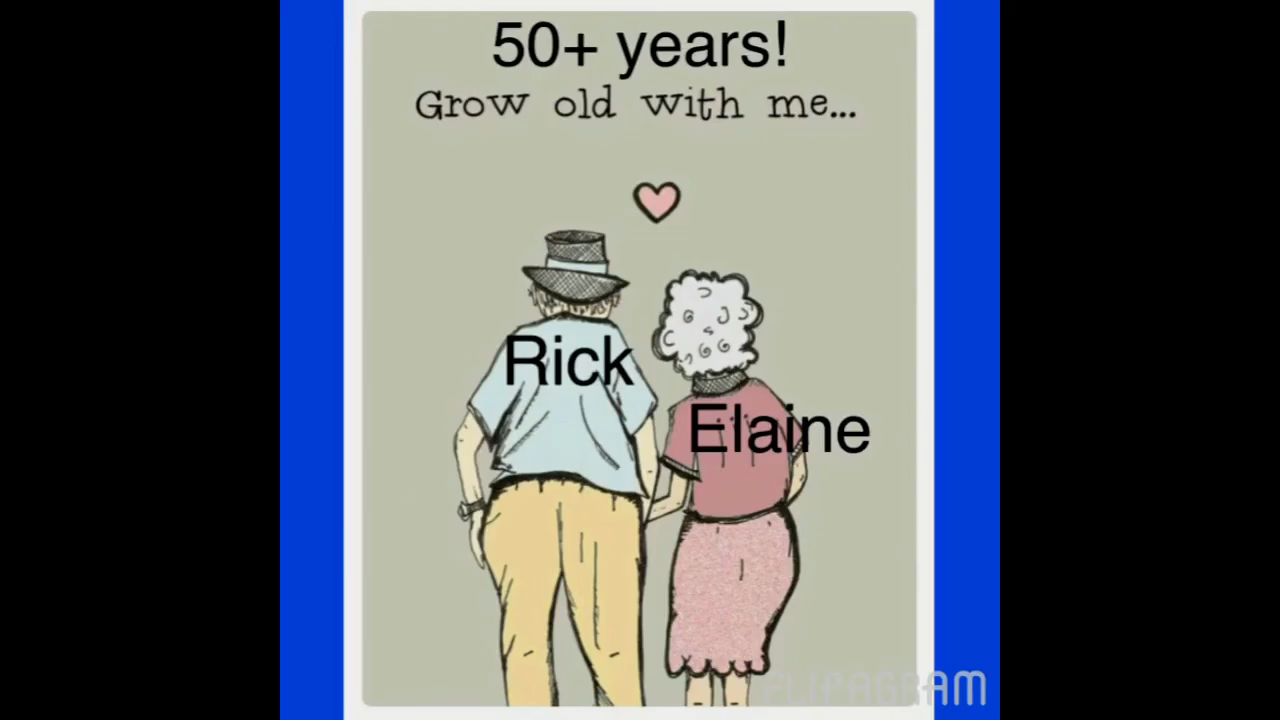 50+ years!
Grow old with me...
Rick
Elaine
FLIPAGRAM